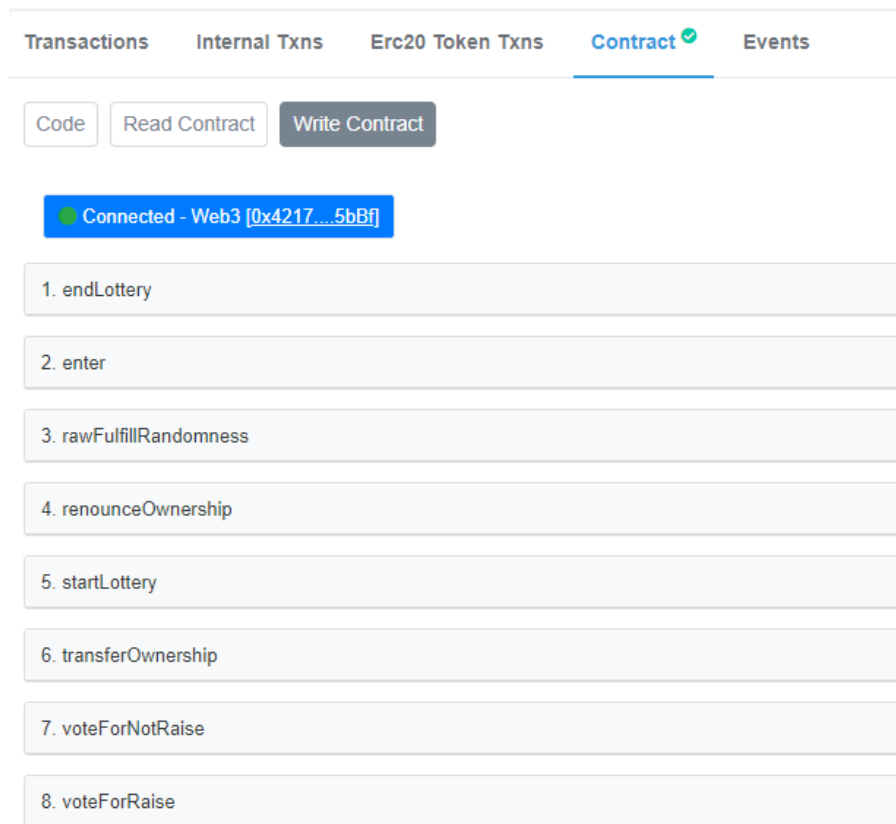 Transactions Internal Txns Erc20 Token Txns Contract Events
Code Read Contract Write Contract
Connected - Web3 [0x4217....5bBf]
1. endLottery
2. enter
3. rawFulfillRandomness
4. renounceOwnership
5. startLottery
6. transferOwnership
7. voteForNotRaise
8. voteForRaise